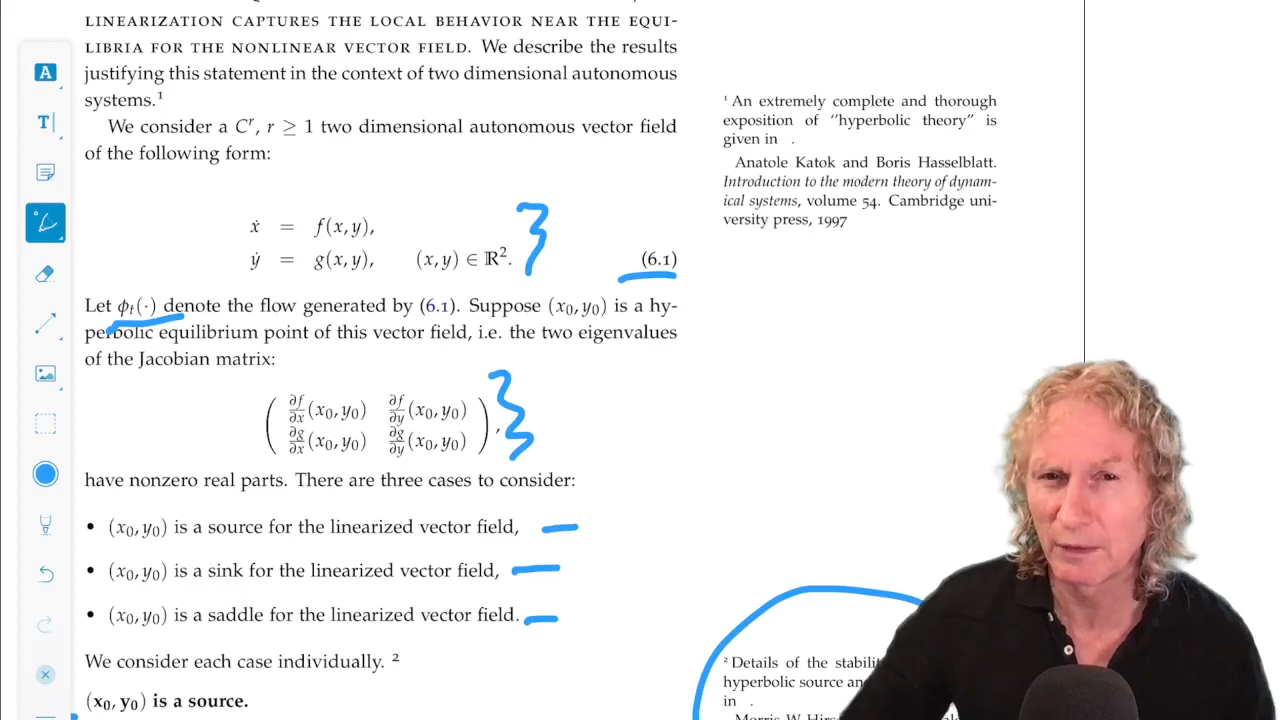 LINEARIZATION CAPTURES THE LOCAL BEHAVIOR NEAR THE EQUI-
LIBRIA FOR THE NONLINEAR VECTOR FIELD. We describe the results
justifying this statement in the context of two dimensional autonomous
systems.¹
We consider a Cʳ, r ≥ 1 two dimensional autonomous vector field
of the following form:
ẋ = f(x, y),
ẏ = g(x, y), (x, y) ∈ ℝ². (6.1)
Let ϕₜ(·) denote the flow generated by (6.1). Suppose (x₀, y₀) is a hy-
perbolic equilibrium point of this vector field, i.e. the two eigenvalues
of the Jacobian matrix:
( ∂f/∂x (x₀, y₀) ∂f/∂y (x₀, y₀)
∂g/∂x (x₀, y₀) ∂g/∂y (x₀, y₀) ),
have nonzero real parts. There are three cases to consider:
• (x₀, y₀) is a source for the linearized vector field,
• (x₀, y₀) is a sink for the linearized vector field,
• (x₀, y₀) is a saddle for the linearized vector field.
We consider each case individually. ²
(x₀, y₀) is a source.
¹ An extremely complete and thorough
exposition of ‘‘hyperbolic theory” is
given in .
Anatole Katok and Boris Hasselblatt.
Introduction to the modern theory of dynam-
ical systems, volume 54. Cambridge uni-
versity press, 1997
² Details of the
hyperbolic source
in .
Morris W.
A
T